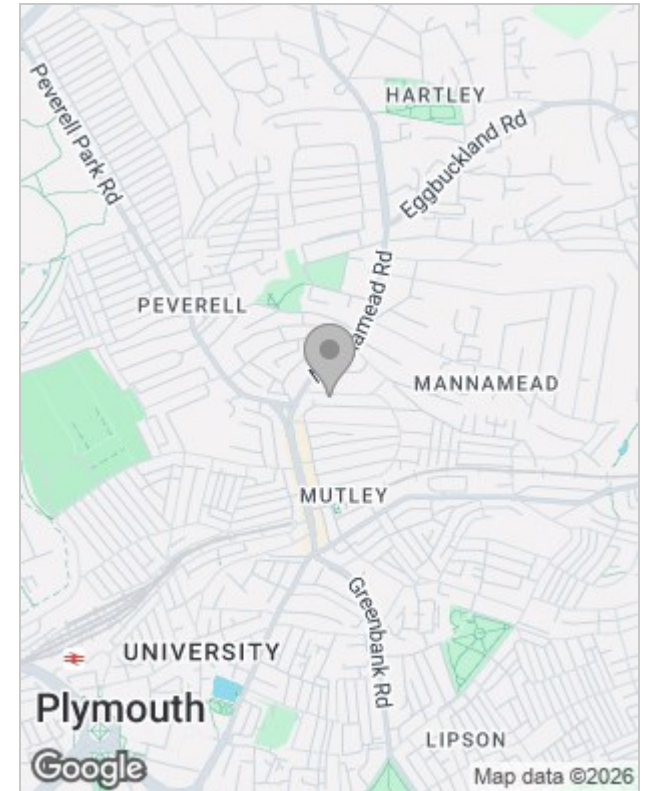 HARTLEY
Peverell Park Rd
Eggbuckland Rd
PEVERELL
MANNAMEAD
MUTLEY
Greenbank Rd
UNIVERSITY
Plymouth
LIPSON
Google
Map data ©2026